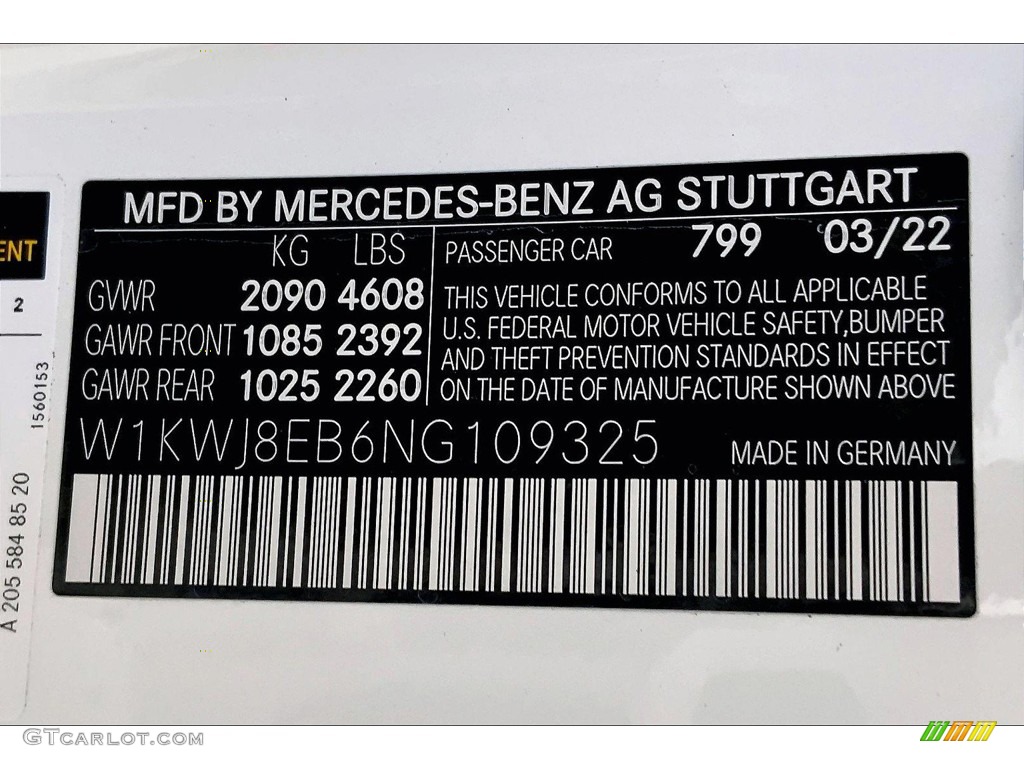 MFD BY MERCEDES-BENZ AG STUTTGART
KG LBS
GVWR 2090 4608
GAWR FRONT 1085 2392
GAWR REAR 1025 2260
PASSENGER CAR 799 03/22
THIS VEHICLE CONFORMS TO ALL APPLICABLE
U.S. FEDERAL MOTOR VEHICLE SAFETY,BUMPER
AND THEFT PREVENTION STANDARDS IN EFFECT
ON THE DATE OF MANUFACTURE SHOWN ABOVE
W1KWJ8EB6NG109325
MADE IN GERMANY
ENT
2
1560153
A 205 584 85 20
GTCARLOT.COM